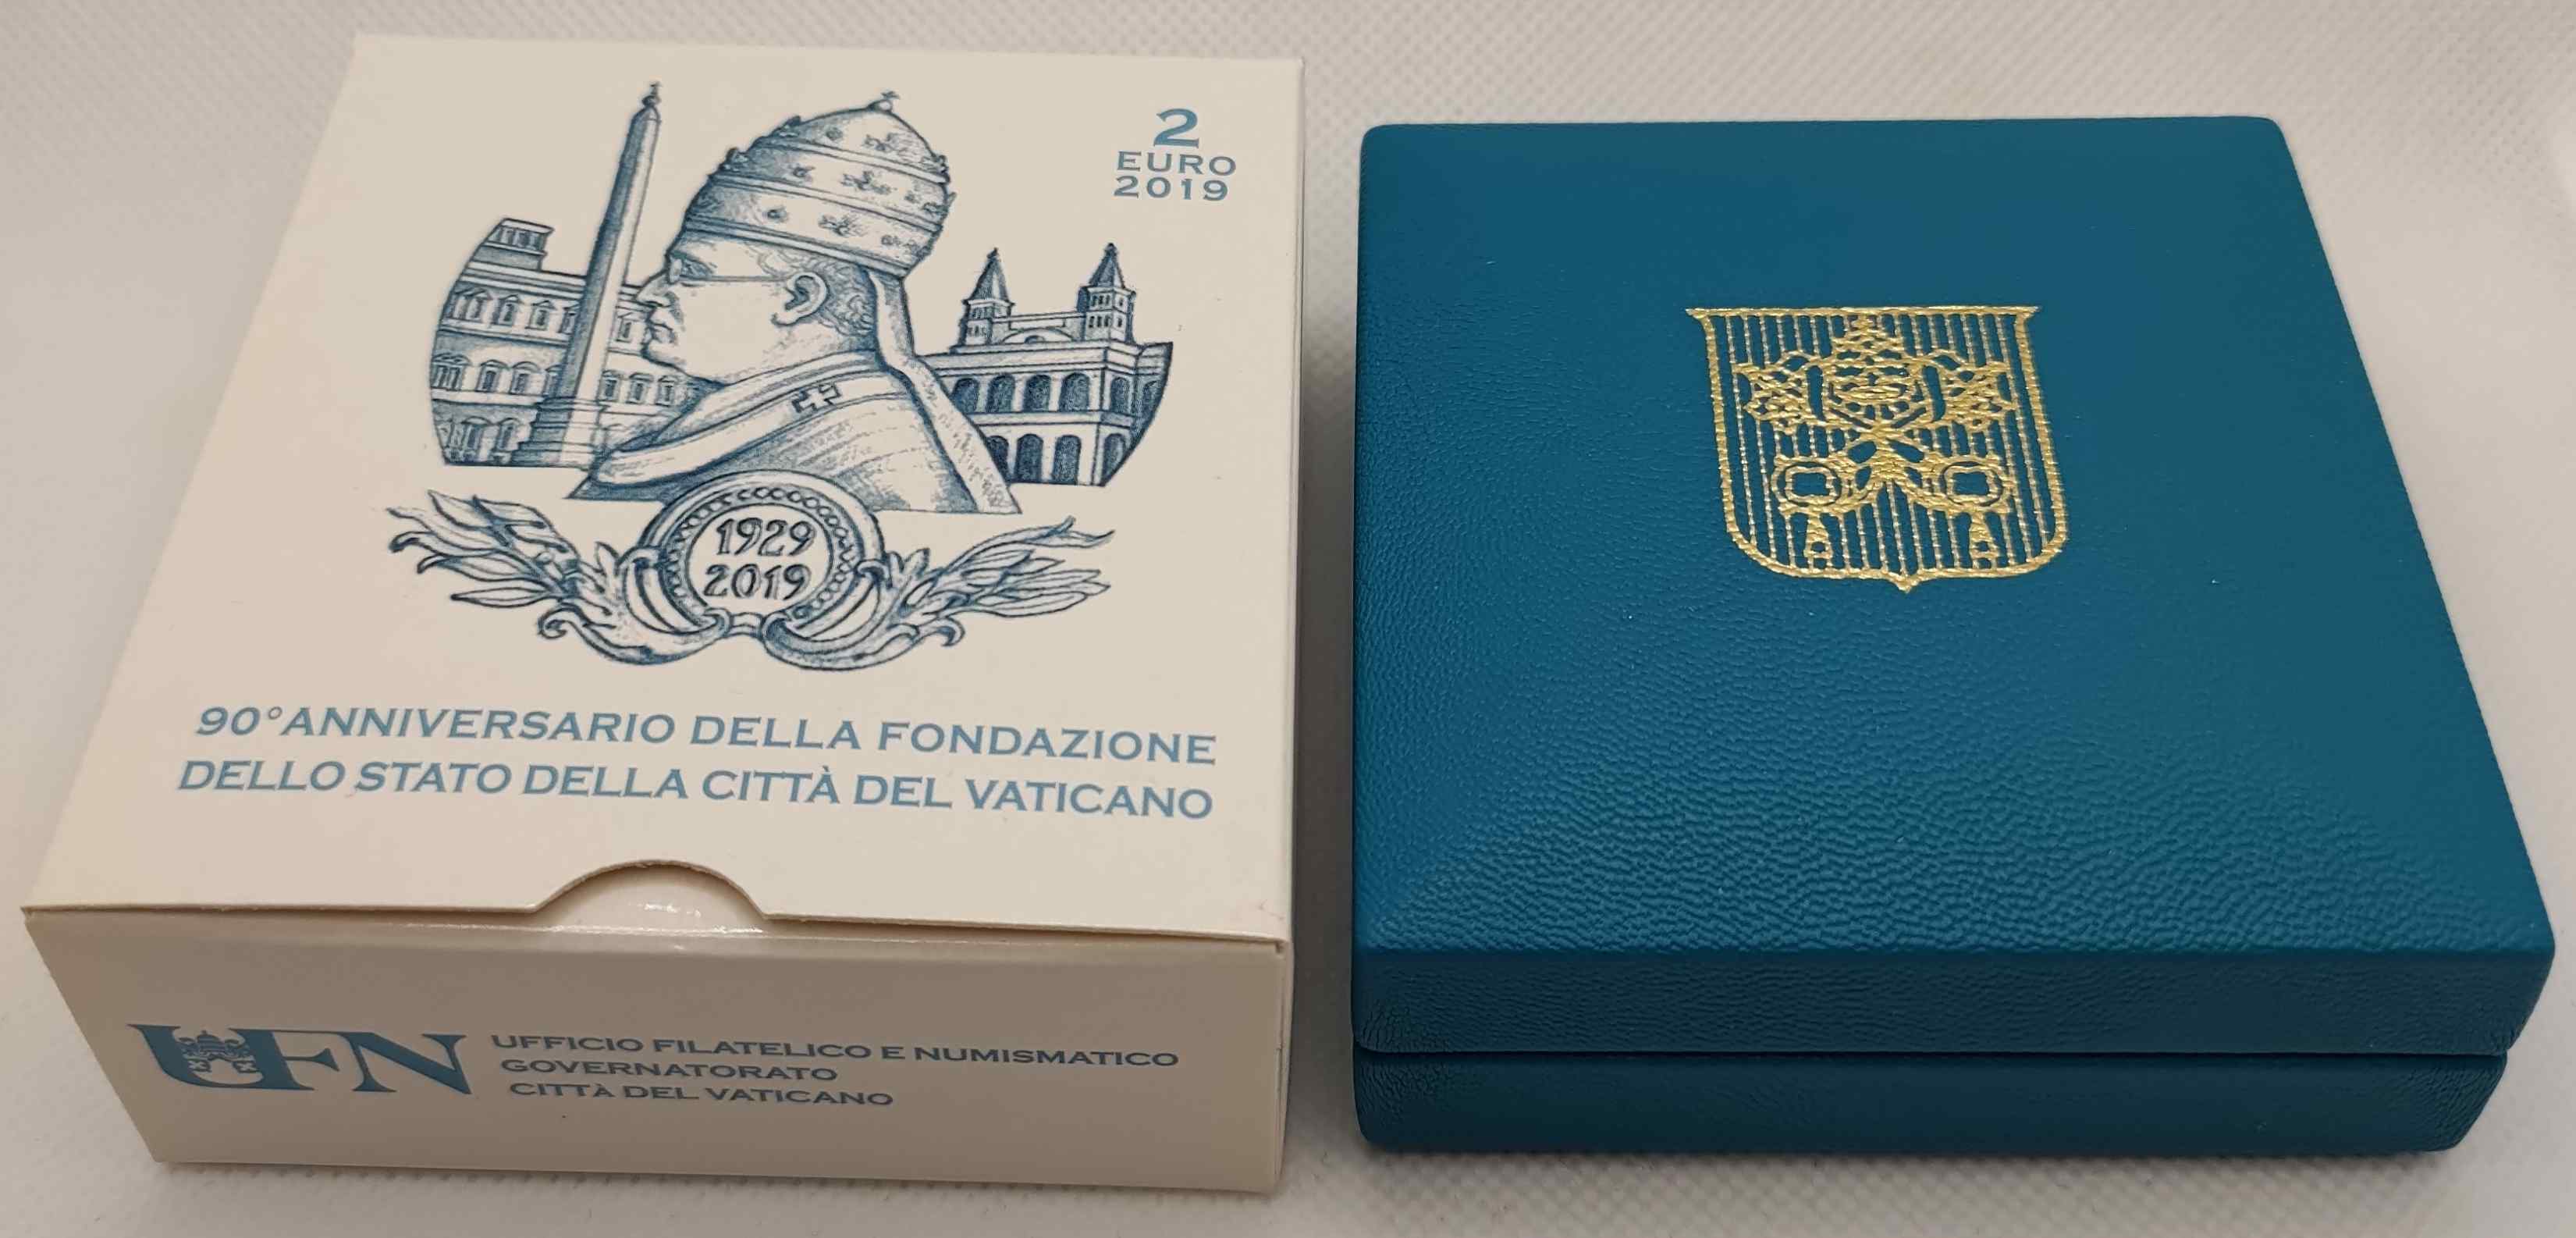 2
EURO
2019
1929
2019
90° ANNIVERSARIO DELLA FONDAZIONE
DELLO STATO DELLA CITTÀ DEL VATICANO
UFN
UFFICIO FILATELICO E NUMISMATICO
GOVERNATORATO
CITTÀ DEL VATICANO